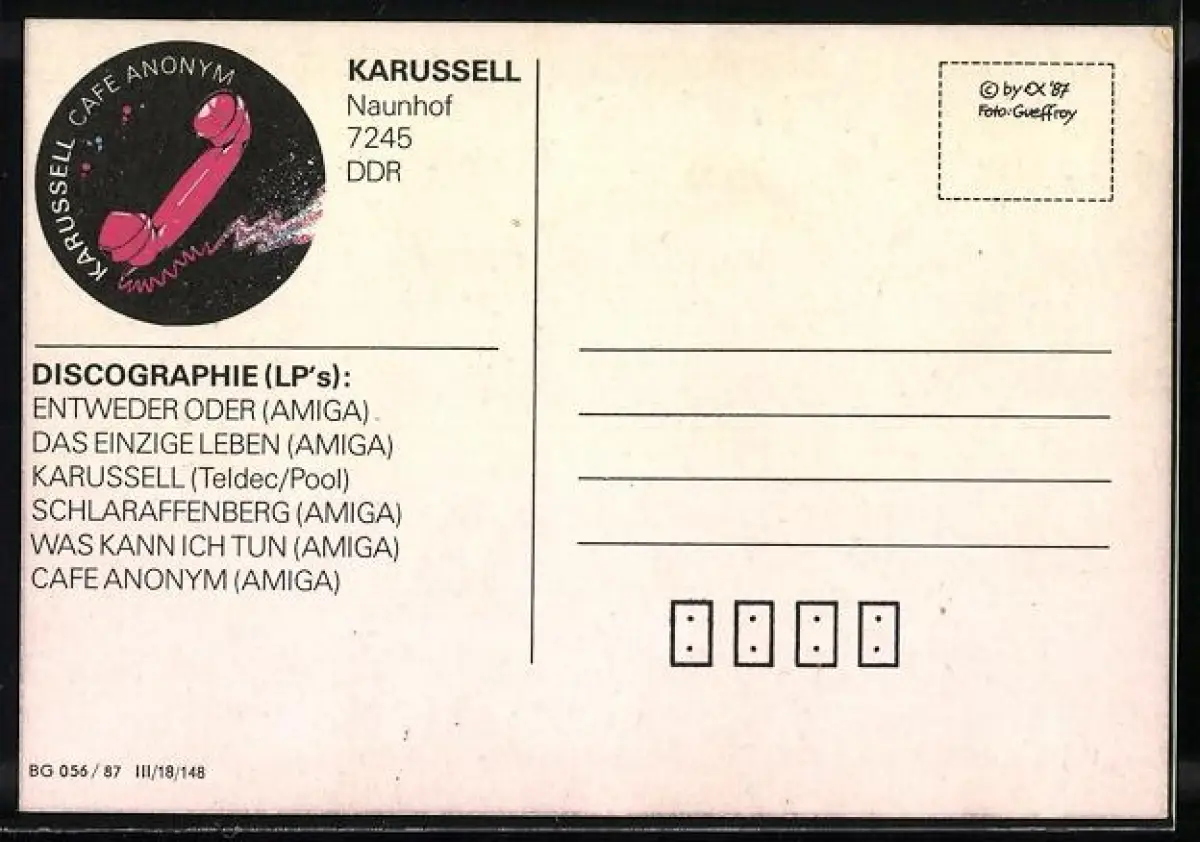 KARUSSELL CAFE ANONYM
KARUSSELL
Naunhof
7245
DDR
© by EX '87
Foto: Gueffroy
DISCOGRAPHIE (LP's):
ENTWEDER ODER (AMIGA)
DAS EINZIGE LEBEN (AMIGA)
KARUSSELL (Teldec/Pool)
SCHLARAFFENBERG (AMIGA)
WAS KANN ICH TUN (AMIGA)
CAFE ANONYM (AMIGA)
BG 056/87 III/18/148